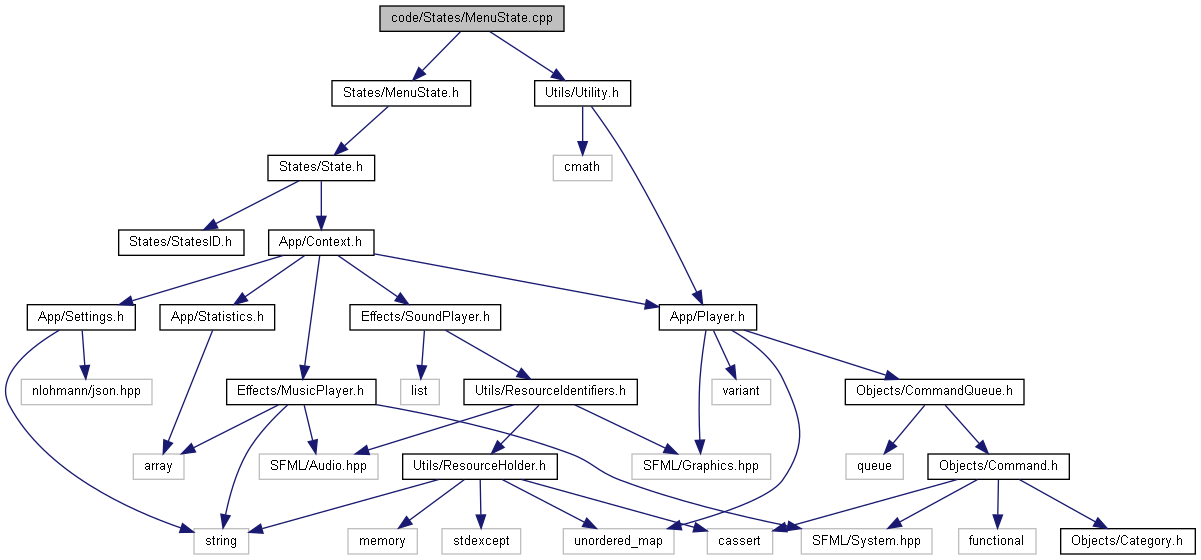 code/States/MenuState.cpp
States/MenuState.h
Utils/Utility.h
States/State.h
cmath
States/StatesID.h
App/Context.h
App/Settings.h
App/Statistics.h
Effects/SoundPlayer.h
App/Player.h
nlohmann/json.hpp
Effects/MusicPlayer.h
list
Utils/ResourceIdentifiers.h
variant
Objects/CommandQueue.h
array
SFML/Audio.hpp
Utils/ResourceHolder.h
SFML/Graphics.hpp
queue
Objects/Command.h
string
memory
stdexcept
unordered_map
cassert
SFML/System.hpp
functional
Objects/Category.h